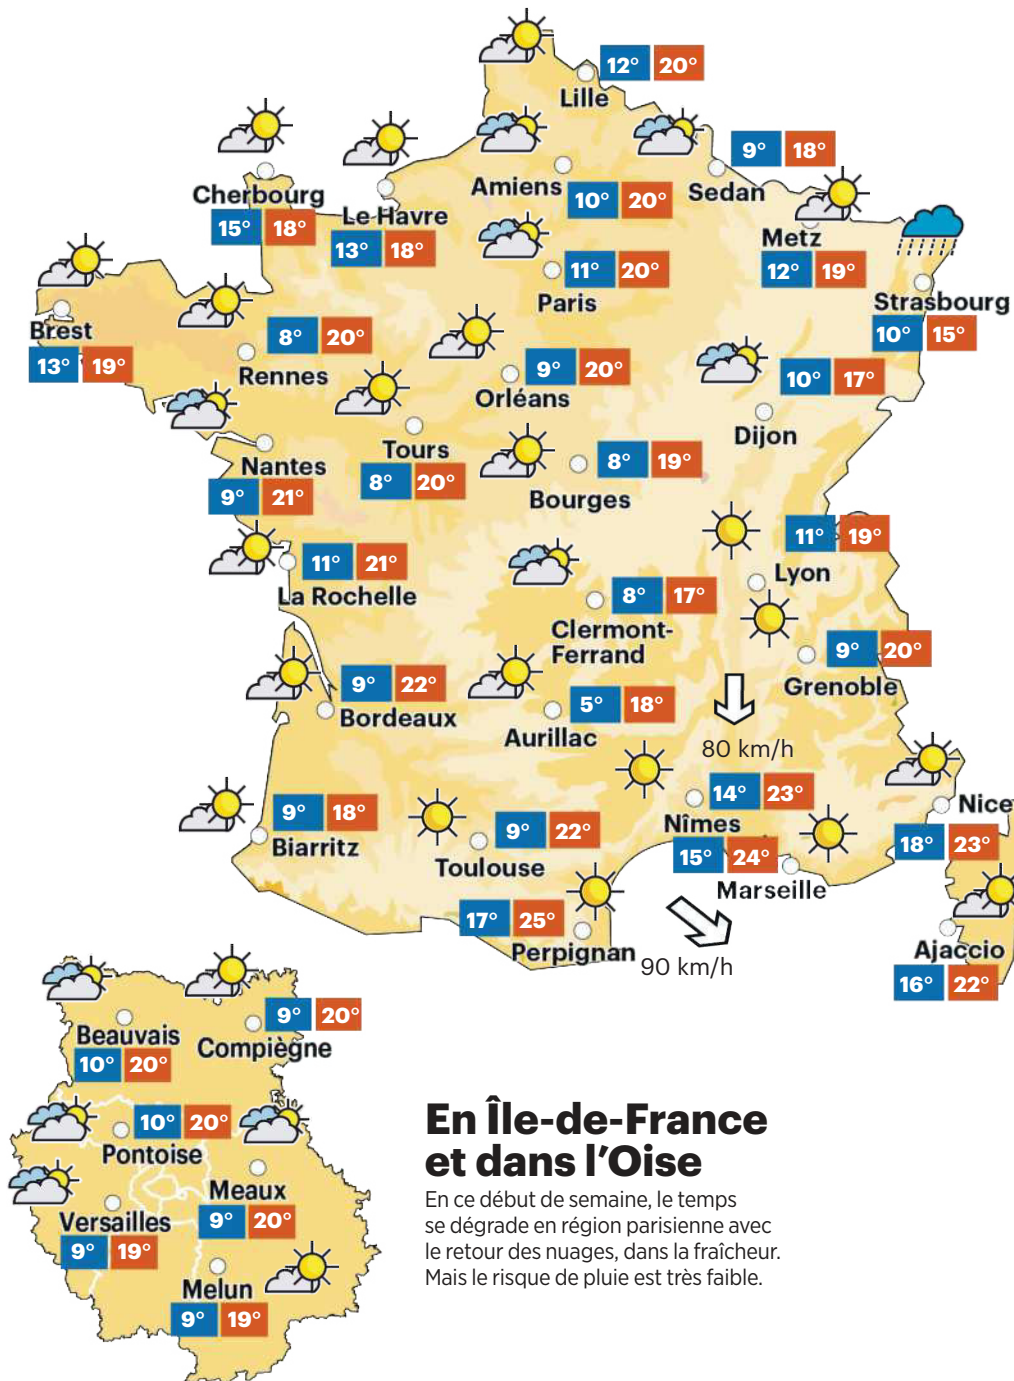 12° 20°
Lille
9° 18°
Sedan
Amiens
10° 20°
Cherbourg
15° 18°
Le Havre
13° 18°
Metz
12° 19°
11° 20°
Paris
Strasbourg
10° 15°
Brest
13° 19°
8° 20°
Rennes
9° 20°
Orléans
10° 17°
Dijon
Tours
8° 20°
Nantes
9° 21°
8° 19°
Bourges
11° 19°
Lyon
11° 21°
La Rochelle
8° 17°
Clermont-
Ferrand
9° 20°
Grenoble
9° 22°
Bordeaux
5° 18°
Aurillac
80 km/h
14° 23°
Nîmes
9° 18°
Biarritz
9° 22°
Toulouse
15° 24°
Marseille
Nice
18° 23°
17° 25°
Perpignan
90 km/h
Ajaccio
16° 22°
Beauvais
10° 20°
9° 20°
Compiègne
10° 20°
Pontoise
Meaux
9° 20°
Versailles
9° 19°
Melun
9° 19°
En Île-de-France
et dans l'Oise
En ce début de semaine, le temps
se dégrade en région parisienne avec
le retour des nuages, dans la fraîcheur.
Mais le risque de pluie est très faible.